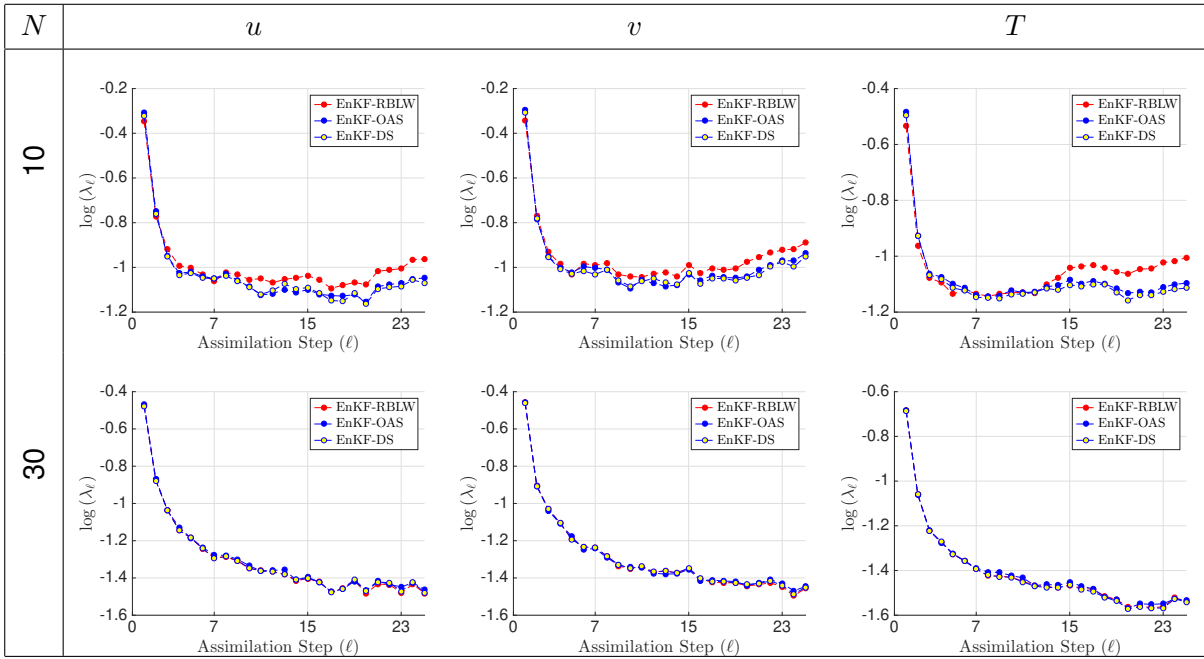 N u v T
10
-0.2
-0.4
-0.6
-0.8
-1
-1.2
log (λℓ)
0 7 15 23
Assimilation Step (ℓ)
EnKF-RBLW
EnKF-OAS
EnKF-DS
-0.2
-0.4
-0.6
-0.8
-1
-1.2
log (λℓ)
0 7 15 23
Assimilation Step (ℓ)
EnKF-RBLW
EnKF-OAS
EnKF-DS
-0.4
-0.6
-0.8
-1
-1.2
log (λℓ)
0 7 15 23
Assimilation Step (ℓ)
EnKF-RBLW
EnKF-OAS
EnKF-DS
30
-0.4
-0.6
-0.8
-1
-1.2
-1.4
-1.6
log (λℓ)
0 7 15 23
Assimilation Step (ℓ)
EnKF-RBLW
EnKF-OAS
EnKF-DS
-0.4
-0.6
-0.8
-1
-1.2
-1.4
-1.6
log (λℓ)
0 7 15 23
Assimilation Step (ℓ)
EnKF-RBLW
EnKF-OAS
EnKF-DS
-0.6
-0.8
-1
-1.2
-1.4
-1.6
log (λℓ)
0 7 15 23
Assimilation Step (ℓ)
EnKF-RBLW
EnKF-OAS
EnKF-DS